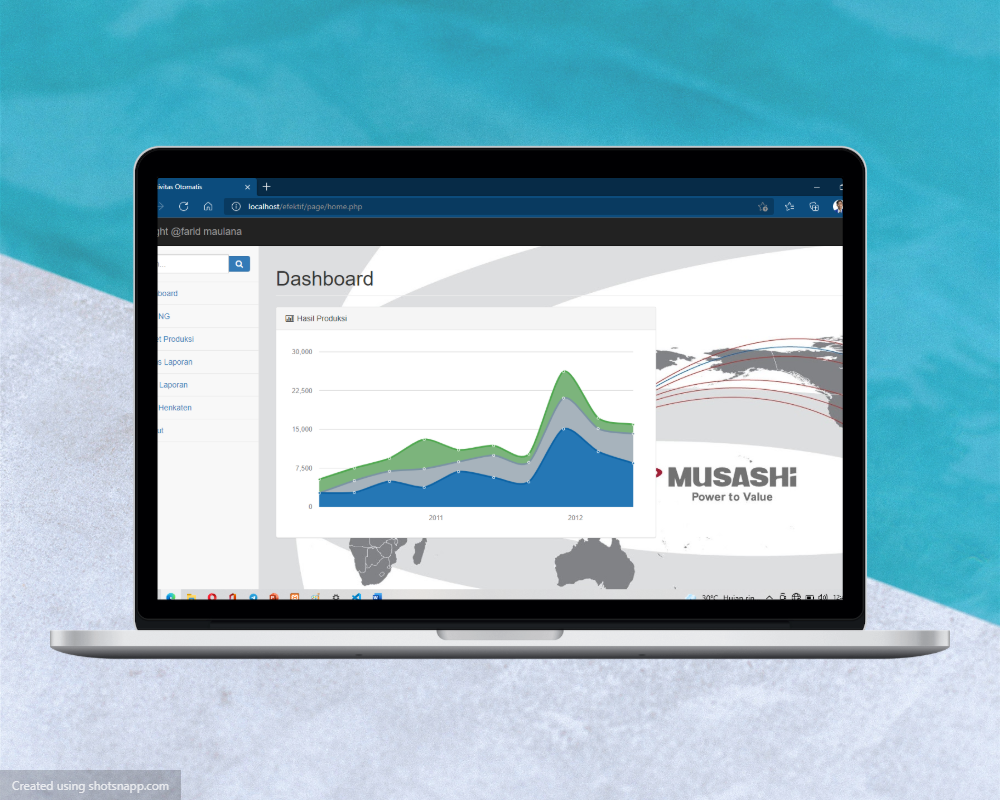 ivitas Otomatis
localhost/efektif/page/home.php
ght @farid maulana
Dashboard
board
NG
t Produksi
s Laporan
Laporan
Henkaten
ut
Hasil Produksi
30,000
22,500
15,000
7,500
0
2011
2012
MUSASHi
Power to Value
30°C Hujan rin
Created using shotsnapp.com